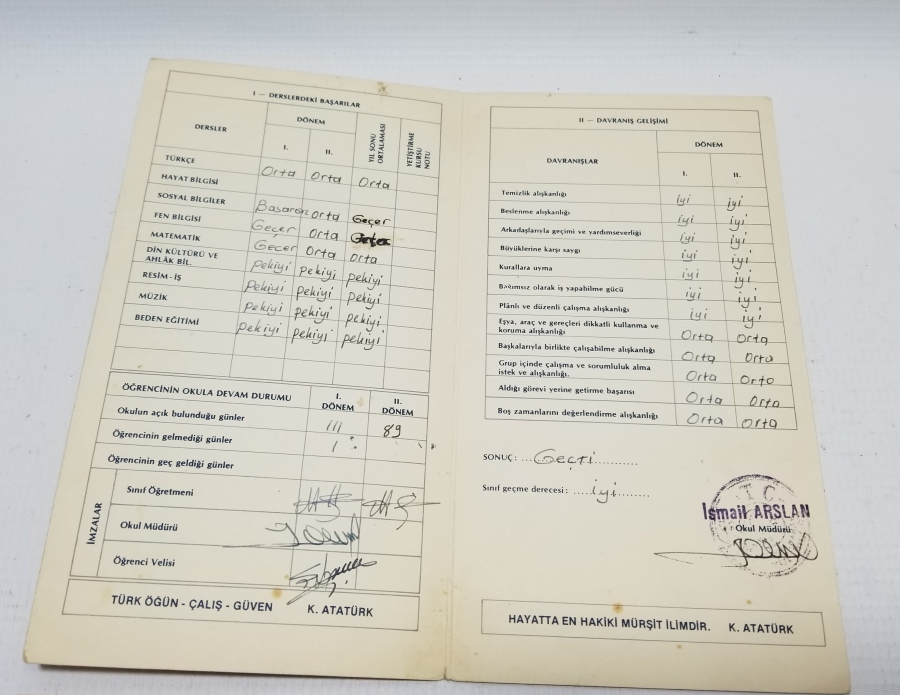 I — DERSLERDEKİ BAŞARILAR
DERSLER DÖNEM YIL SONU ORTALAMASI YETİŞTİRME KURSU NOTU
I. II.
TÜRKÇE Orta Orta Orta
HAYAT BİLGİSİ
SOSYAL BİLGİLER Orta Geçer
FEN BİLGİSİ Geçer Orta
MATEMATİK Geçer Orta Orta
DİN KÜLTÜRÜ VE AHLÂK BİL. Pekiyi Pekiyi Pekiyi
RESİM-İŞ Pekiyi Pekiyi Pekiyi
MÜZİK Pekiyi Pekiyi Pekiyi
BEDEN EĞİTİMİ Pekiyi Pekiyi Pekiyi
ÖĞRENCİNİN OKULA DEVAM DURUMU I. DÖNEM II. DÖNEM
Okulun açık bulunduğu günler 111 89
Öğrencinin gelmediği günler 1
Öğrencinin geç geldiği günler
İMZALAR
Sınıf Öğretmeni
Okul Müdürü
Öğrenci Velisi
TÜRK ÖĞÜN - ÇALIŞ - GÜVEN K. ATATÜRK
II — DAVRANIŞ GELİŞİMİ
DAVRANIŞLAR DÖNEM
I. II.
Temizlik alışkanlığı iyi iyi
Beslenme alışkanlığı iyi iyi
Arkadaşlarıyla geçimi ve yardımseverliği iyi iyi
Büyüklerine karşı saygı iyi iyi
Kurallara uyma iyi iyi
Bağımsız olarak iş yapabilme gücü iyi iyi
Plânlı ve düzenli çalışma alışkanlığı iyi iyi
Eşya, araç ve gereçleri dikkatli kullanma ve
koruma alışkanlığı Orta Orta
Başkalarıyla birlikte çalışabilme alışkanlığı Orta Orta
Grup içinde çalışma ve sorumluluk alma
istek ve alışkanlığı. Orta Orta
Aldığı görevi yerine getirme başarısı Orta Orta
Boş zamanlarını değerlendirme alışkanlığı Orta Orta
SONUÇ : Geçti
Sınıf geçme derecesi : iyi
T C
İsmail ARSLAN
Okul Müdürü
HAYATTA EN HAKİKİ MÜRŞİT İLİMDİR. K. ATATÜRK